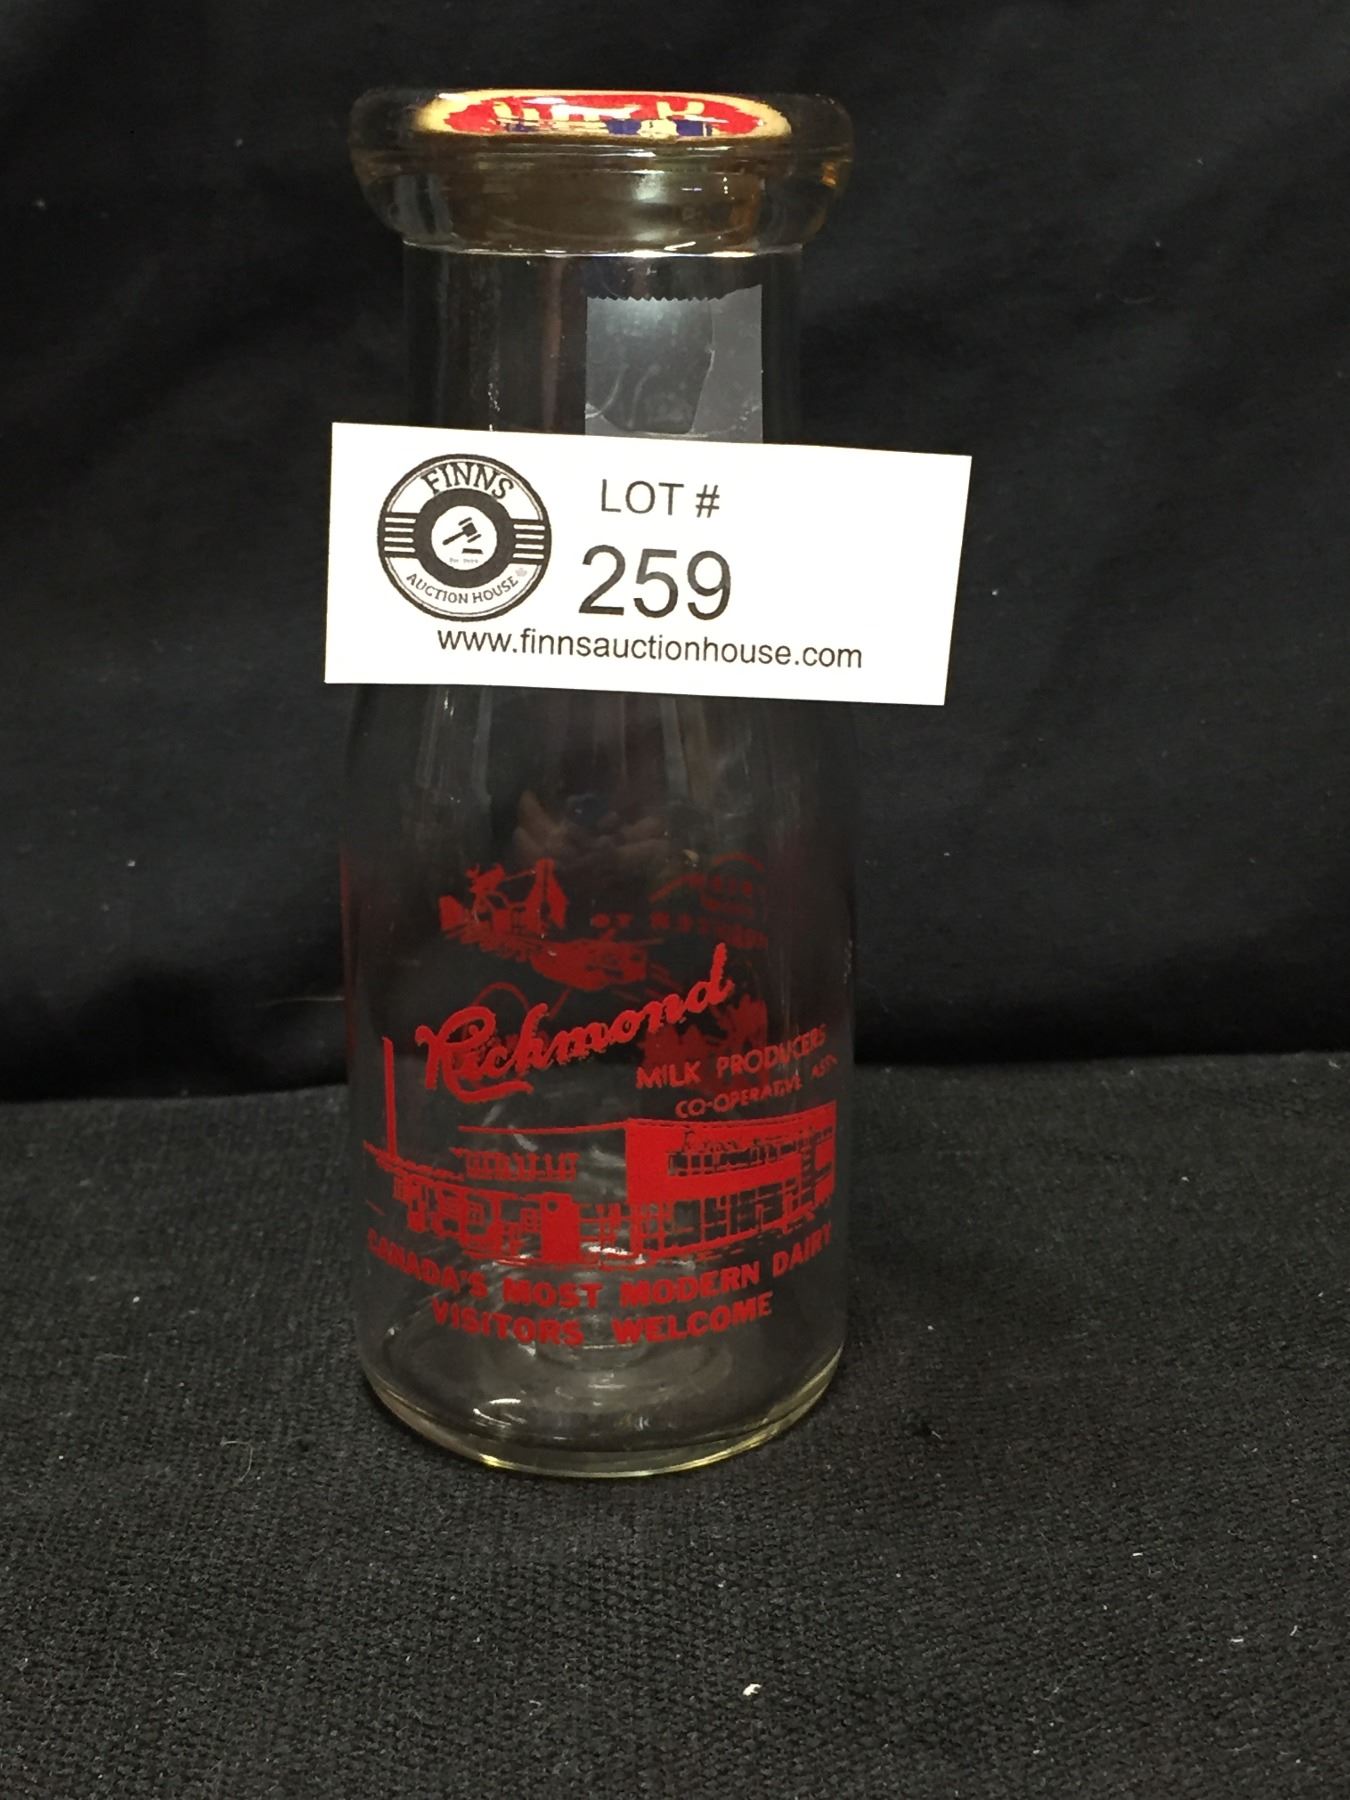 FINNS
AUCTION HOUSE
LOT #
259
www.finnsauctionhouse.com
Richmond
MILK PRODUCERS
CO-OPERATIVE ASSN.
CANADA'S MOST MODERN DAIRY
VISITORS WELCOME